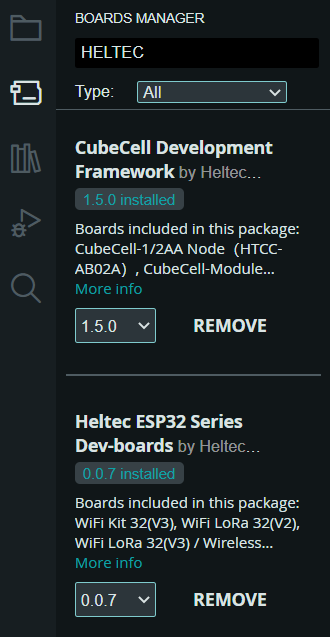 BOARDS MANAGER
HELTEC
Type:
All
CubeCell Development
Framework by Heltec...
1.5.0 installed
Boards included in this package:
CubeCell-1/2AA Node（HTCC-
AB02A）, CubeCell-Module...
More info
1.5.0
REMOVE
Heltec ESP32 Series
Dev-boards by Heltec...
0.0.7 installed
Boards included in this package:
WiFi Kit 32(V3), WiFi LoRa 32(V2),
WiFi LoRa 32(V3) / Wireless...
More info
0.0.7
REMOVE